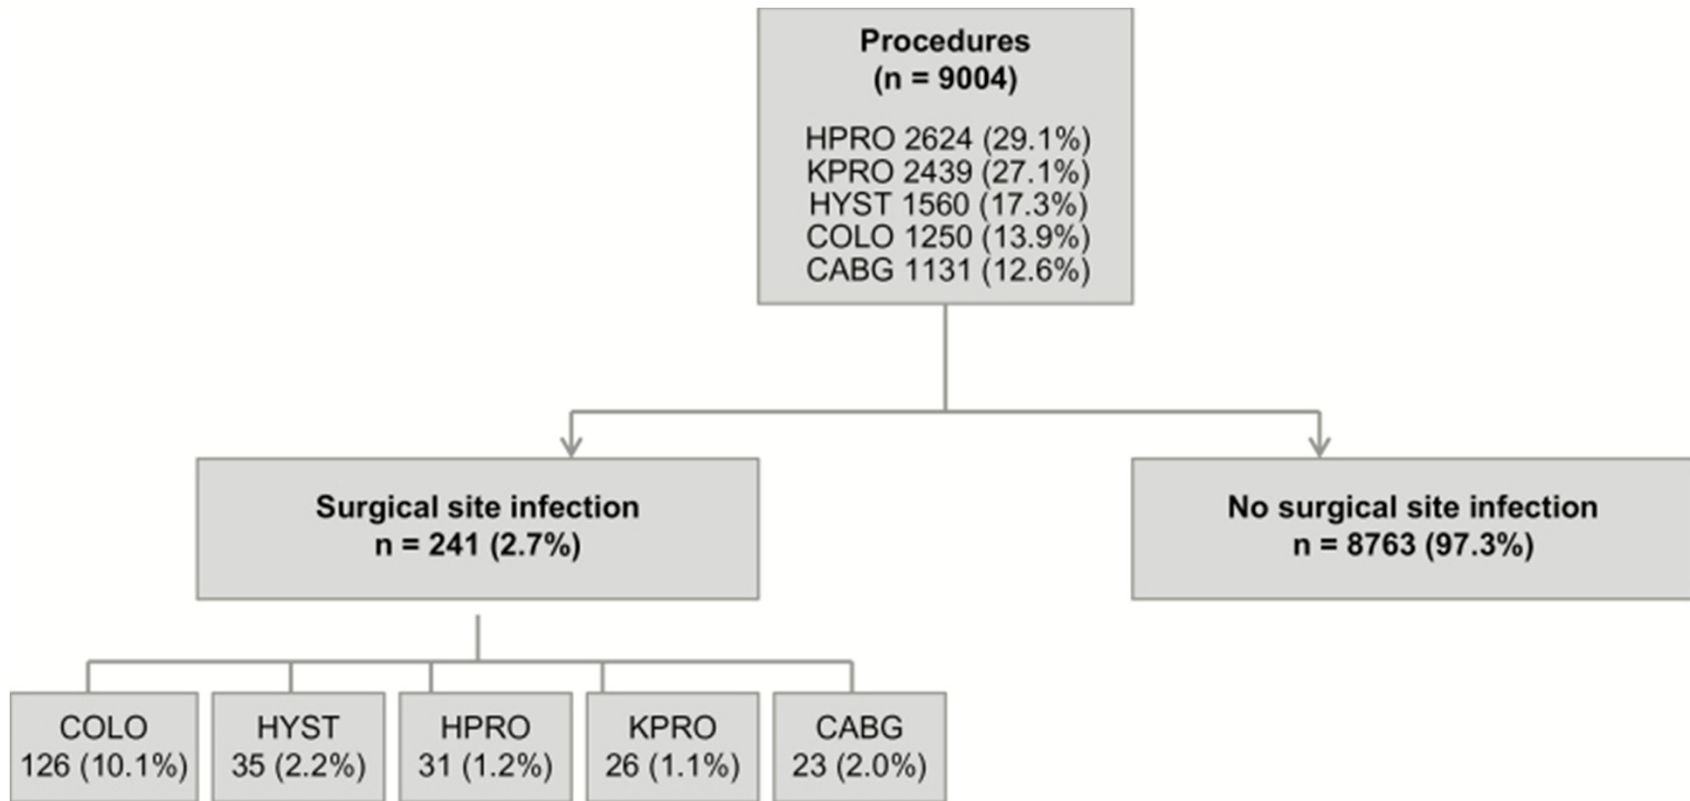 Procedures
(n = 9004)
HPRO 2624 (29.1%)
KPRO 2439 (27.1%)
HYST 1560 (17.3%)
COLO 1250 (13.9%)
CABG 1131 (12.6%)
Surgical site infection
n = 241 (2.7%)
No surgical site infection
n = 8763 (97.3%)
COLO
126 (10.1%)
HYST
35 (2.2%)
HPRO
31 (1.2%)
KPRO
26 (1.1%)
CABG
23 (2.0%)